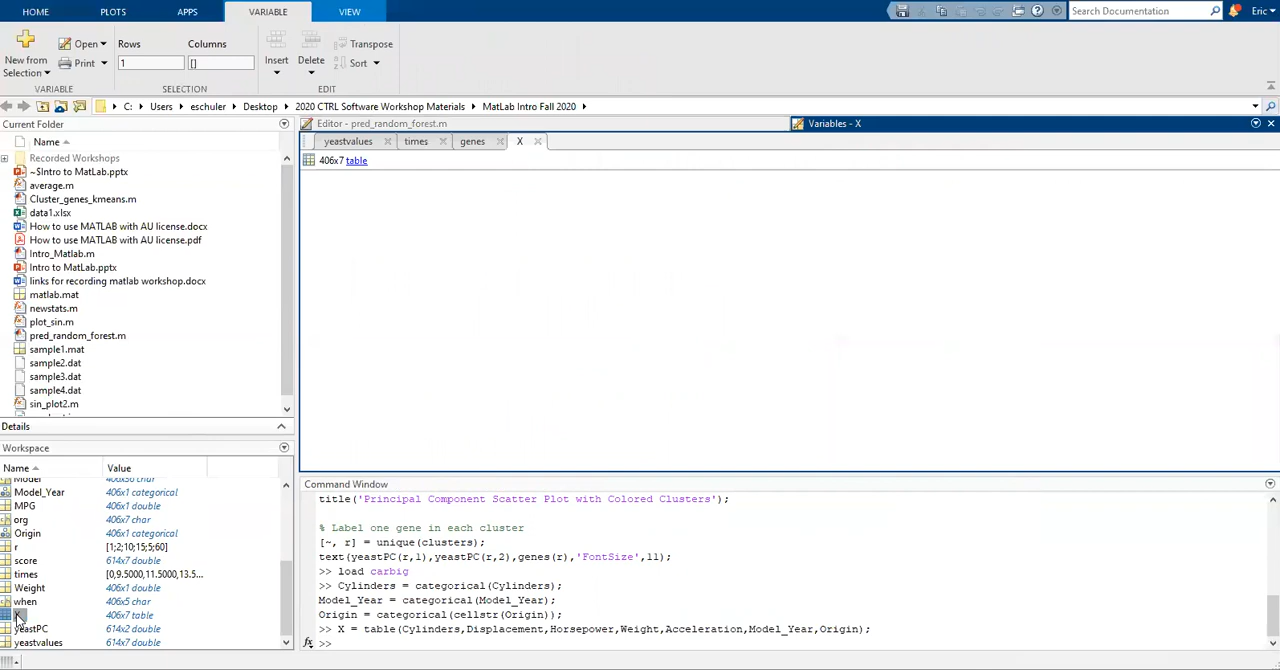 HOME PLOTS APPS VARIABLE VIEW Search Documentation Eric
New from Selection Open Print Rows 1 Columns [] Insert Delete Transpose Sort
VARIABLE SELECTION EDIT
C: Users eschuler Desktop 2020 CTRL Software Workshop Materials MatLab Intro Fall 2020
Current Folder
Name
Recorded Workshops
~$Intro to MatLab.pptx
average.m
Cluster_genes_kmeans.m
data1.xlsx
How to use MATLAB with AU license.docx
How to use MATLAB with AU license.pdf
Intro_Matlab.m
Intro to MatLab.pptx
links for recording matlab workshop.docx
matlab.mat
newstats.m
plot_sin.m
pred_random_forest.m
sample1.mat
sample2.dat
sample3.dat
sample4.dat
sin_plot2.m
Details
Workspace
Name Value
Model 406x36 char
Model_Year 406x1 categorical
MPG 406x1 double
org 406x7 char
Origin 406x1 categorical
r [1;2;10;15;5;60]
score 614x7 double
times [0,9.5000,11.5000,13.5...
Weight 406x1 double
when 406x5 char
X 406x7 table
yeastPC 614x2 double
yeastvalues 614x7 double
Editor - pred_random_forest.m Variables - X
yeastvalues times genes X
406x7 table
Command Window
title('Principal Component Scatter Plot with Colored Clusters');
% Label one gene in each cluster
[~, r] = unique(clusters);
text(yeastPC(r,1),yeastPC(r,2),genes(r),'FontSize',11);
>> load carbig
>> Cylinders = categorical(Cylinders);
Model_Year = categorical(Model_Year);
Origin = categorical(cellstr(Origin));
>> X = table(Cylinders,Displacement,Horsepower,Weight,Acceleration,Model_Year,Origin);
fx >>